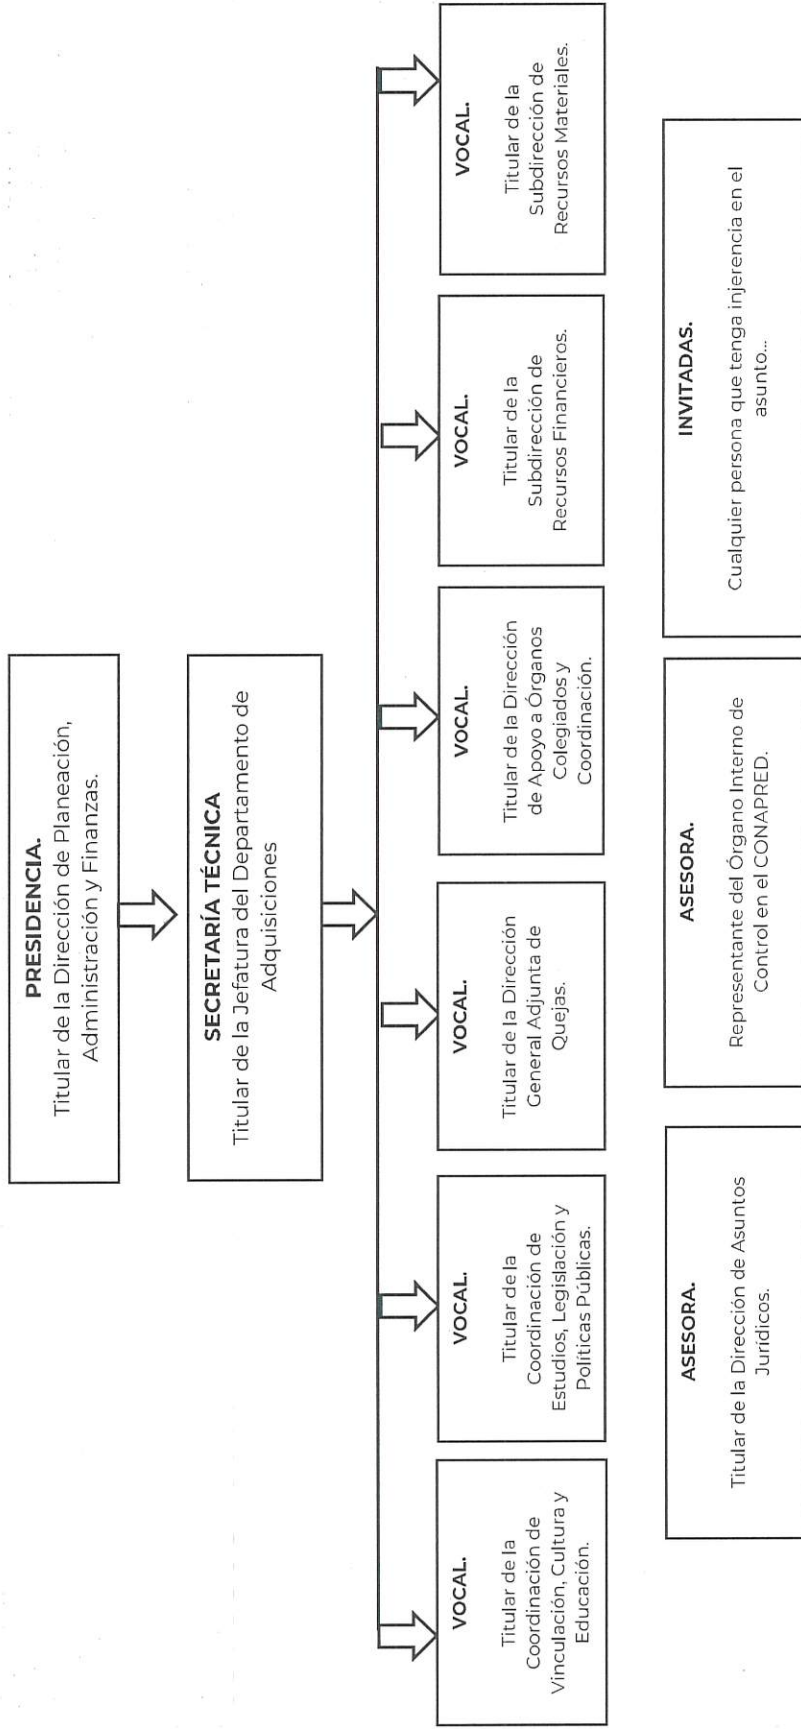 PRESIDENCIA.
Titular de la Dirección de Planeación,
Administración y Finanzas.
SECRETARÍA TÉCNICA
Titular de la Jefatura del Departamento de
Adquisiciones
VOCAL.
Titular de la
Coordinación de
Vinculación, Cultura y
Educación.
VOCAL.
Titular de la
Coordinación de
Estudios, Legislación y
Políticas Públicas.
VOCAL.
Titular de la Dirección
General Adjunta de
Quejas.
VOCAL.
Titular de la Dirección
de Apoyo a Órganos
Colegiados y
Coordinación.
VOCAL.
Titular de la
Subdirección de
Recursos Financieros.
VOCAL.
Titular de la
Subdirección de
Recursos Materiales.
ASESORA.
Titular de la Dirección de Asuntos
Jurídicos.
ASESORA.
Representante del Órgano Interno de
Control en el CONAPRED.
INVITADAS.
Cualquier persona que tenga injerencia en el
asunto...